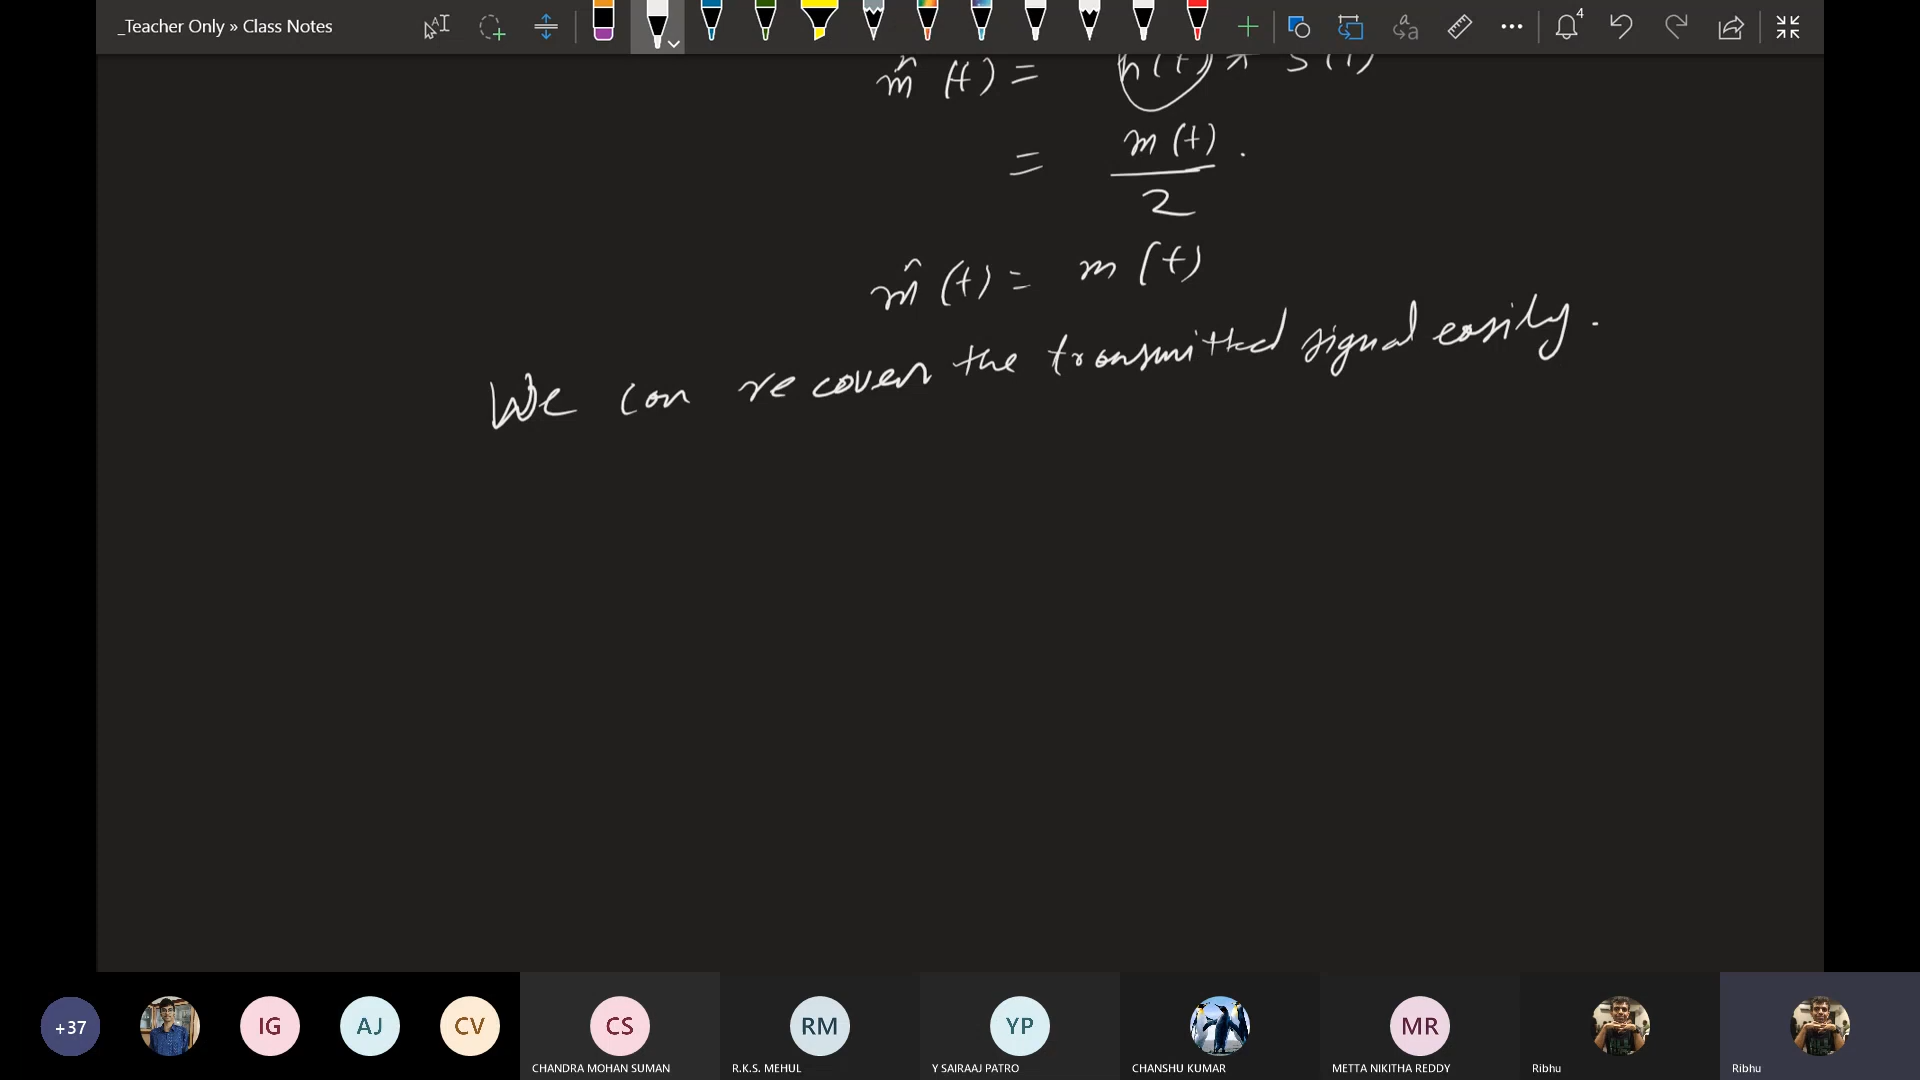 _Teacher Only » Class Notes
4
m̂ (t) = h(t) * s(t)
= m(t)/2 .
m̂ (t) = m (t)
We can recover the transmitted signal easily.
+37
IG
AJ
CV
CS
RM
YP
MR
CHANDRA MOHAN SUMAN
R.K.S. MEHUL
Y SAIRAAJ PATRO
CHANSHU KUMAR
METTA NIKITHA REDDY
Ribhu
Ribhu